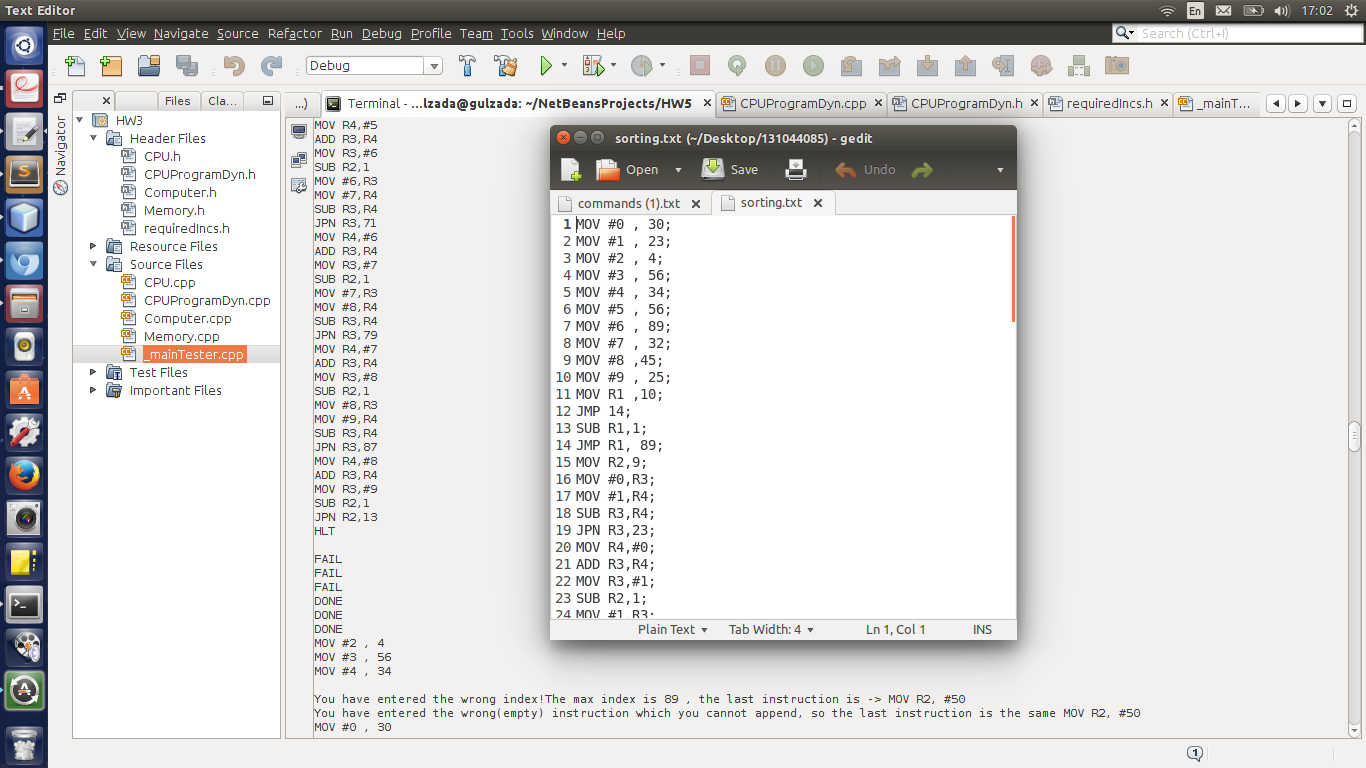 Text Editor
En
17:02
File Edit View Navigate Source Refactor Run Debug Profile Team Tools Window Help
Search (Ctrl+I)
Debug
Files
Cla...
...)
Terminal - ...lzada@gulzada: ~/NetBeansProjects/HW5
CPUProgramDyn.cpp
CPUProgramDyn.h
requiredIncs.h
_mainT...
Navigator
HW3
Header Files
CPU.h
CPUProgramDyn.h
Computer.h
Memory.h
requiredIncs.h
Resource Files
Source Files
CPU.cpp
CPUProgramDyn.cpp
Computer.cpp
Memory.cpp
_mainTester.cpp
Test Files
Important Files
MOV R4,#5
ADD R3,R4
MOV R3,#6
SUB R2,1
MOV #6,R3
MOV #7,R4
SUB R3,R4
JPN R3,71
MOV R4,#6
ADD R3,R4
MOV R3,#7
SUB R2,1
MOV #7,R3
MOV #8,R4
SUB R3,R4
JPN R3,79
MOV R4,#7
ADD R3,R4
MOV R3,#8
SUB R2,1
MOV #8,R3
MOV #9,R4
SUB R3,R4
JPN R3,87
MOV R4,#8
ADD R3,R4
MOV R3,#9
SUB R2,1
JPN R2,13
HLT
FAIL
FAIL
FAIL
DONE
DONE
DONE
MOV #2 , 4
MOV #3 , 56
MOV #4 , 34
You have entered the wrong index!The max index is 89 , the last instruction is -> MOV R2, #50
You have entered the wrong(empty) instruction which you cannot append, so the last instruction is the same MOV R2, #50
MOV #0 , 30
sorting.txt (~/Desktop/131044085) - gedit
Open
Save
Undo
commands (1).txt
sorting.txt
1 MOV #0 , 30;
2 MOV #1 , 23;
3 MOV #2 , 4;
4 MOV #3 , 56;
5 MOV #4 , 34;
6 MOV #5 , 56;
7 MOV #6 , 89;
8 MOV #7 , 32;
9 MOV #8 ,45;
10 MOV #9 , 25;
11 MOV R1 ,10;
12 JMP 14;
13 SUB R1,1;
14 JMP R1, 89;
15 MOV R2,9;
16 MOV #0,R3;
17 MOV #1,R4;
18 SUB R3,R4;
19 JPN R3,23;
20 MOV R4,#0;
21 ADD R3,R4;
22 MOV R3,#1;
23 SUB R2,1;
24 MOV #1,R3;
Plain Text
Tab Width: 4
Ln 1, Col 1
INS
1